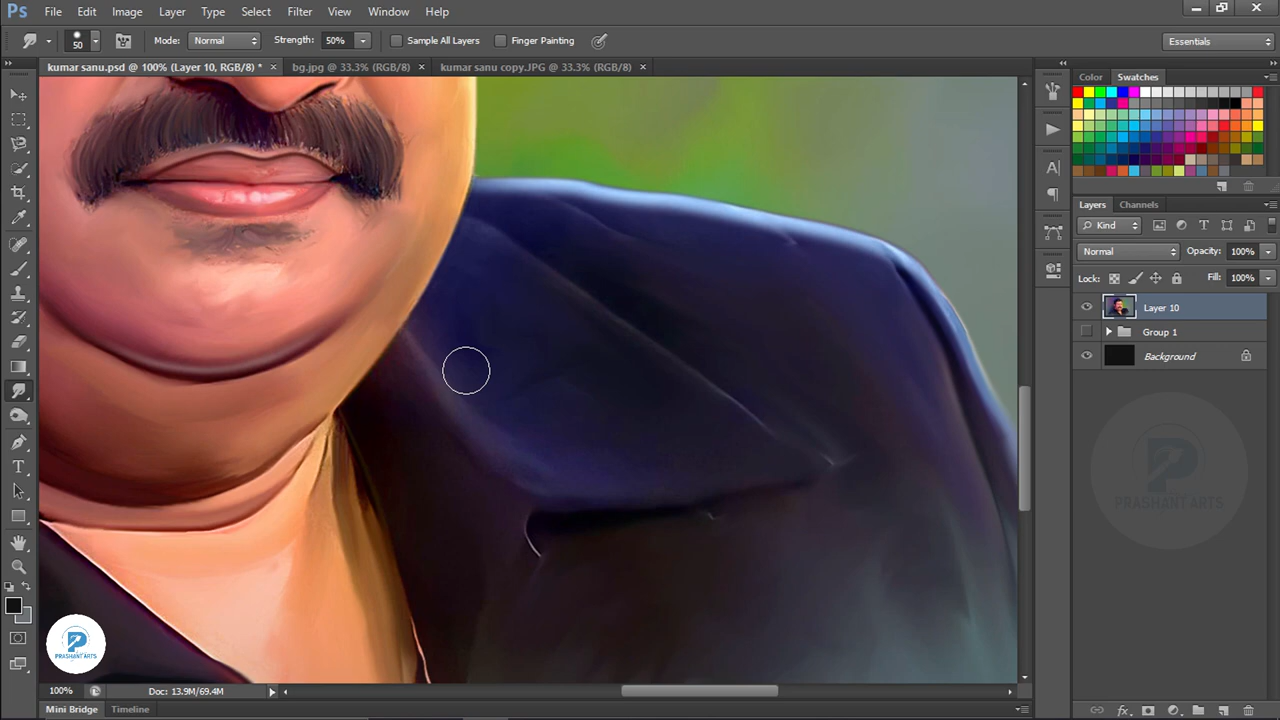 Ps File Edit Image Layer Type Select Filter View Window Help
50 Mode: Normal Strength: 50% Sample All Layers Finger Painting Essentials
kumar sanu.psd @ 100% (Layer 10, RGB/8) * × bg.jpg @ 33.3% (RGB/8) × kumar sanu copy.JPG @ 33.3% (RGB/8) ×
Color Swatches
Layers Channels
Kind
Normal Opacity: 100%
Lock: Fill: 100%
Layer 10
Group 1
Background
PRASHANT ARTS
PRASHANT ARTS
100% Doc: 13.9M/69.4M
Mini Bridge Timeline